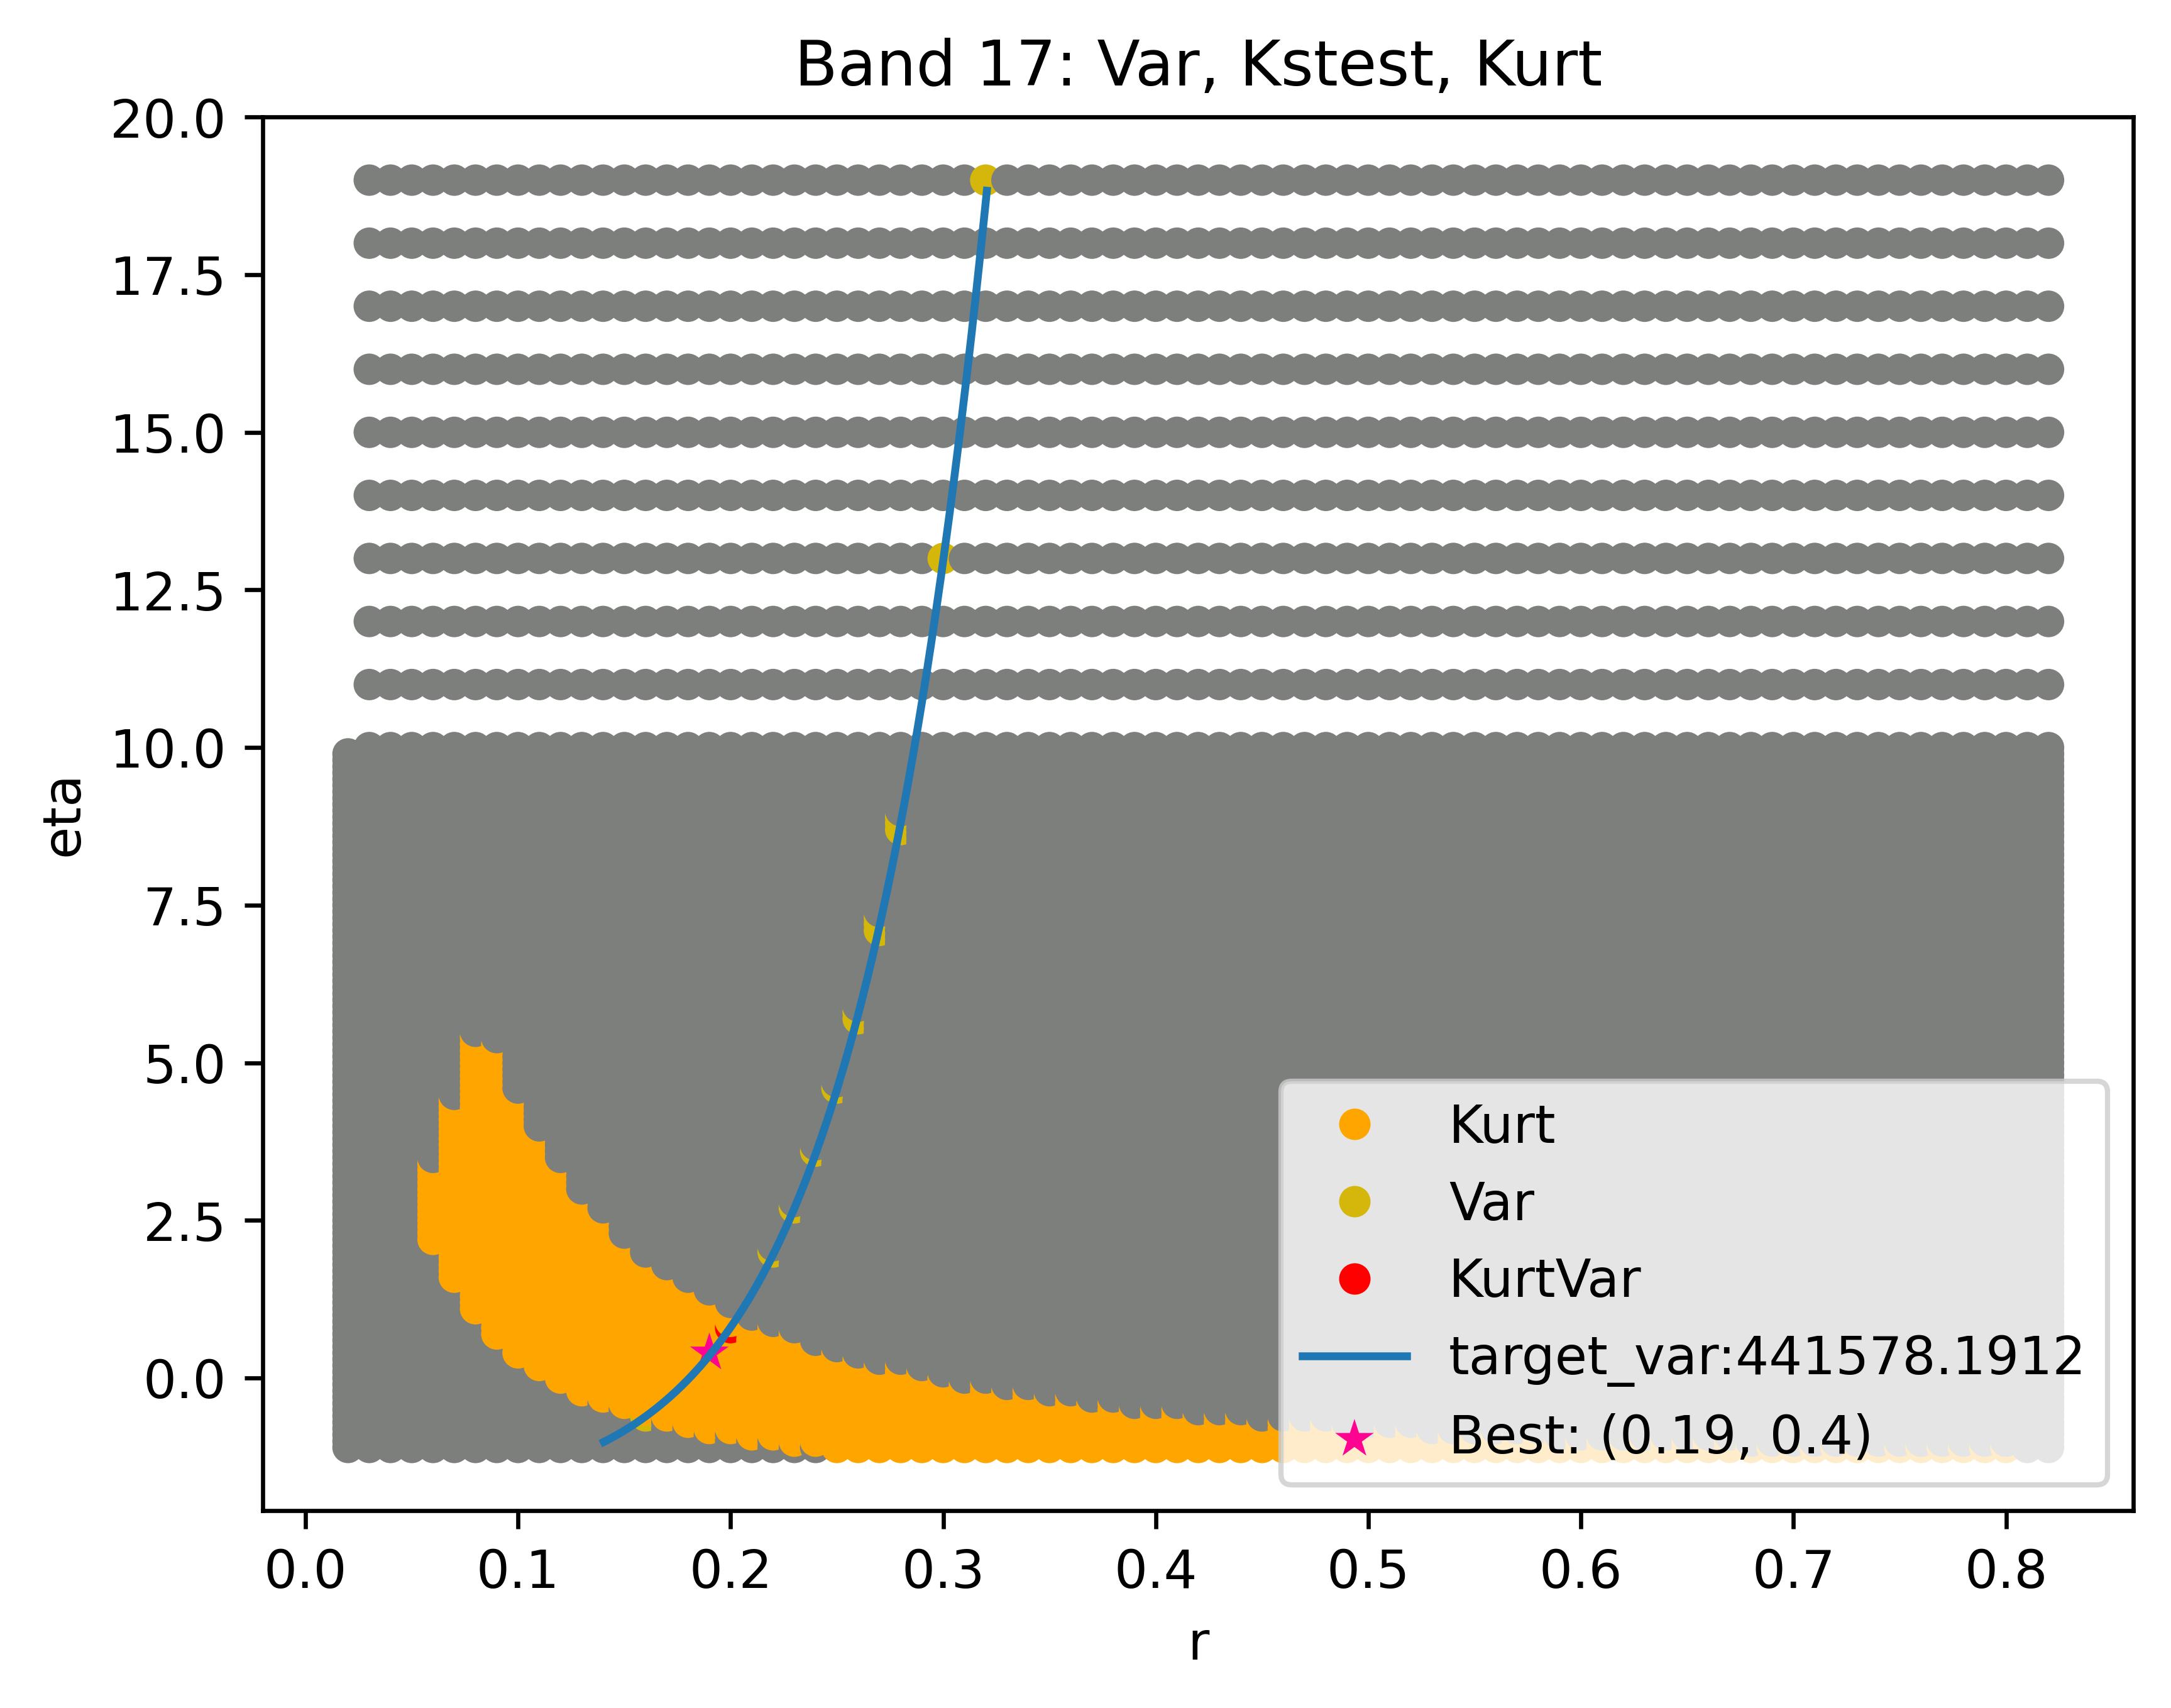 Band 17: Var, Kstest, Kurt
20.0
17.5
15.0
12.5
10.0
7.5
5.0
2.5
0.0
eta
Kurt
Var
KurtVar
target_var:441578.1912
Best: (0.19, 0.4)
0.0 0.1 0.2 0.3 0.4 0.5 0.6 0.7 0.8
r